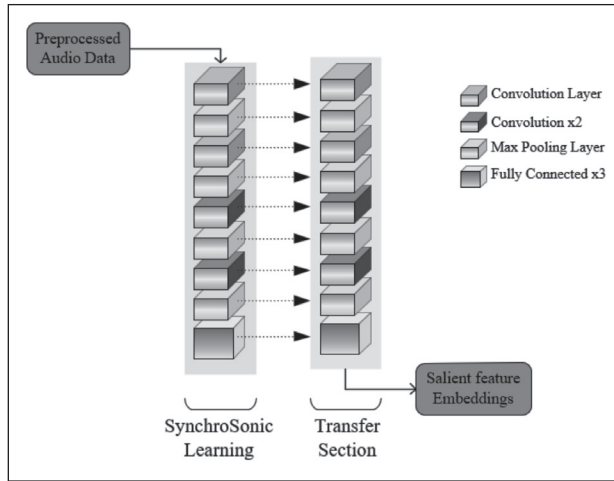 Preprocessed
Audio Data
Convolution Layer
Convolution x2
Max Pooling Layer
Fully Connected x3
Salient feature
Embeddings
SynchroSonic
Learning
Transfer
Section